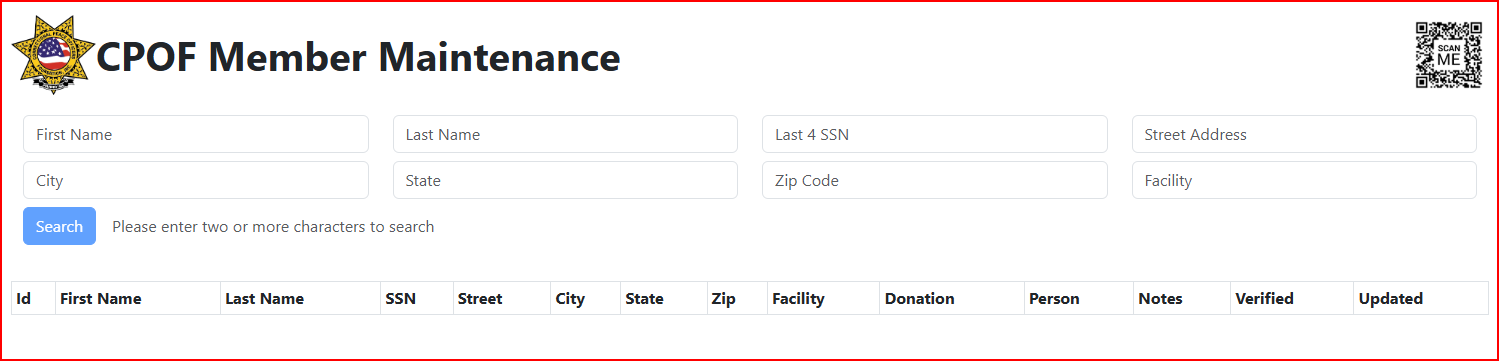 CPOF Member Maintenance
SCAN
ME
First Name Last Name Last 4 SSN Street Address
City State Zip Code Facility
Search Please enter two or more characters to search
Id First Name Last Name SSN Street City State Zip Facility Donation Person Notes Verified Updated